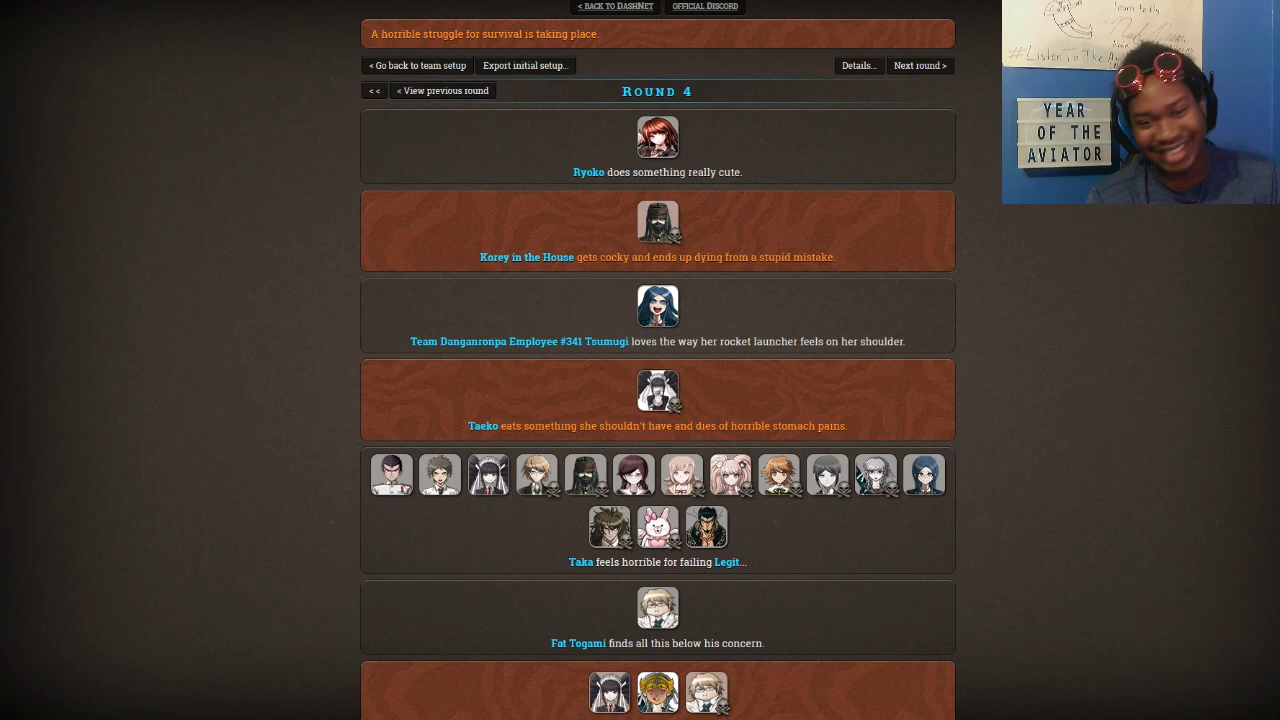 < Back to DashNet
Official Discord
A horrible struggle for survival is taking place.
< Go back to team setup
Export initial setup...
Details...
Next round >
<<
< View previous round
Round 4
Ryoko does something really cute.
Korey in the House gets cocky and ends up dying from a stupid mistake.
Team Danganronpa Employee #341 Tsumugi loves the way her rocket launcher feels on her shoulder.
Taeko eats something she shouldn't have and dies of horrible stomach pains.
Taka feels horrible for failing Legit...
Fat Togami finds all this below his concern.
to fly
#ListenToThe
YEAR
OF THE
AVIATOR